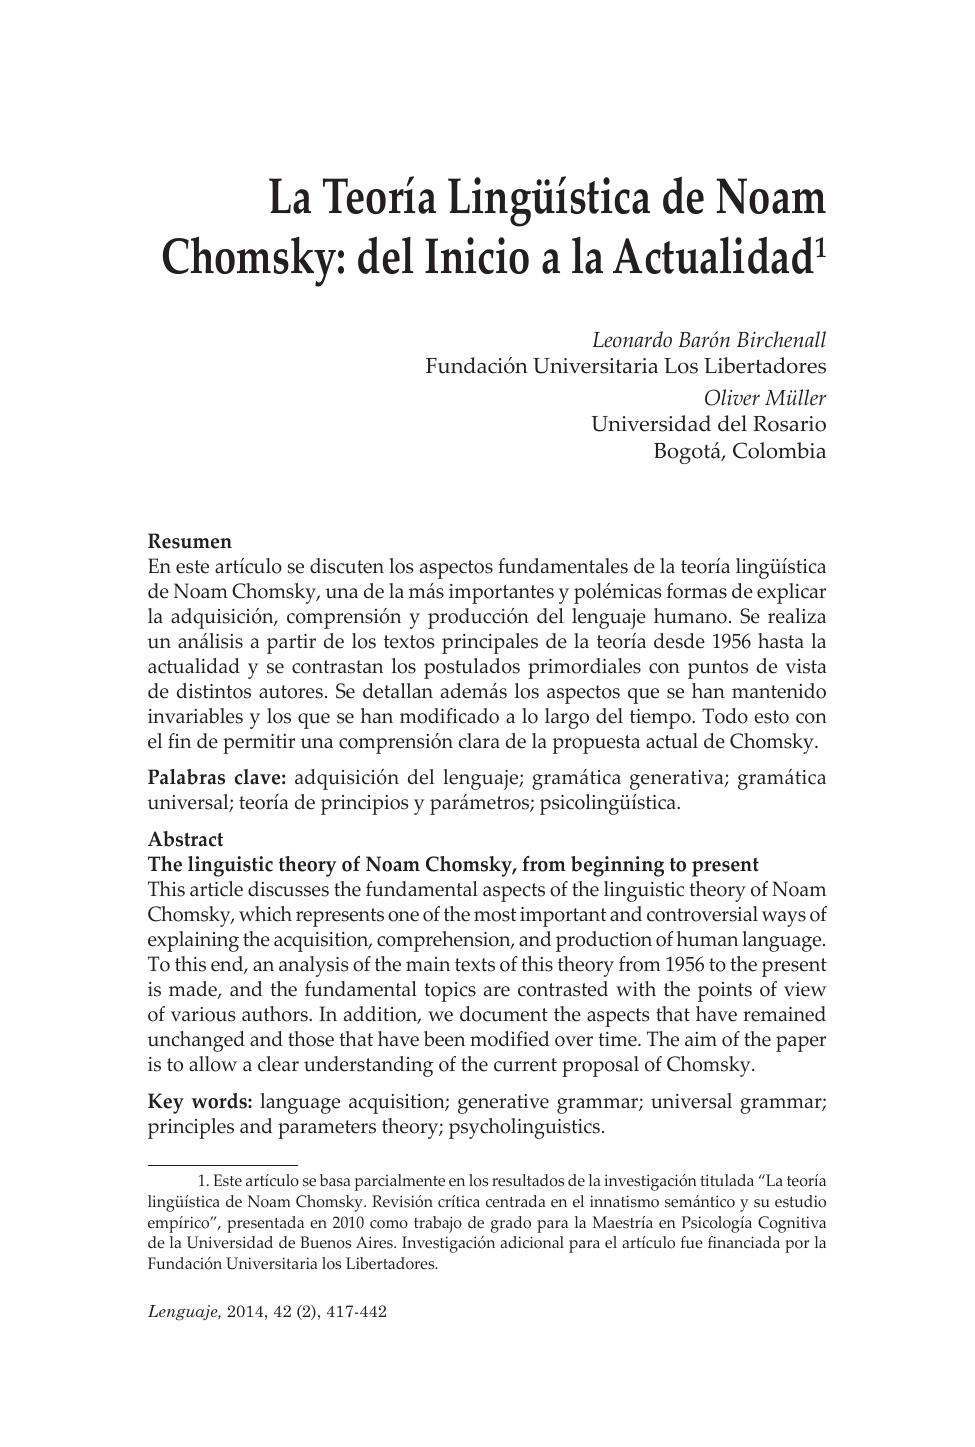 La Teoría Lingüística de Noam
Chomsky: del Inicio a la Actualidad¹
Leonardo Barón Birchenall
Fundación Universitaria Los Libertadores
Oliver Müller
Universidad del Rosario
Bogotá, Colombia
Resumen
En este artículo se discuten los aspectos fundamentales de la teoría lingüística
de Noam Chomsky, una de la más importantes y polémicas formas de explicar
la adquisición, comprensión y producción del lenguaje humano. Se realiza
un análisis a partir de los textos principales de la teoría desde 1956 hasta la
actualidad y se contrastan los postulados primordiales con puntos de vista
de distintos autores. Se detallan además los aspectos que se han mantenido
invariables y los que se han modificado a lo largo del tiempo. Todo esto con
el fin de permitir una comprensión clara de la propuesta actual de Chomsky.
Palabras clave: adquisición del lenguaje; gramática generativa; gramática
universal; teoría de principios y parámetros; psicolingüística.
Abstract
The linguistic theory of Noam Chomsky, from beginning to present
This article discusses the fundamental aspects of the linguistic theory of Noam
Chomsky, which represents one of the most important and controversial ways of
explaining the acquisition, comprehension, and production of human language.
To this end, an analysis of the main texts of this theory from 1956 to the present
is made, and the fundamental topics are contrasted with the points of view
of various authors. In addition, we document the aspects that have remained
unchanged and those that have been modified over time. The aim of the paper
is to allow a clear understanding of the current proposal of Chomsky.
Key words: language acquisition; generative grammar; universal grammar;
principles and parameters theory; psycholinguistics.
1. Este artículo se basa parcialmente en los resultados de la investigación titulada “La teoría
lingüística de Noam Chomsky. Revisión crítica centrada en el innatismo semántico y su estudio
empírico”, presentada en 2010 como trabajo de grado para la Maestría en Psicología Cognitiva
de la Universidad de Buenos Aires. Investigación adicional para el artículo fue financiada por la
Fundación Universitaria los Libertadores.
Lenguaje, 2014, 42 (2), 417-442